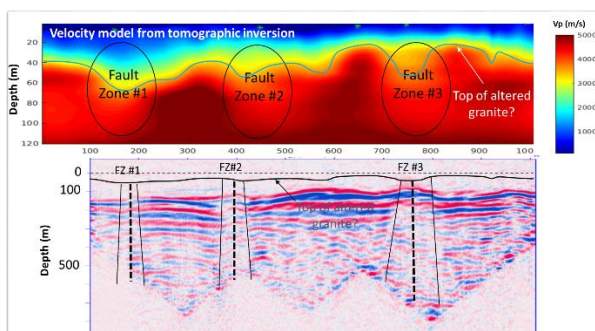 Velocity model from tomographic inversion
Vp (m/s)
5000
4000
3000
2000
1000
0
Depth (m)
20
40
60
80
100
120
Fault
Zone #1
Fault
Zone #2
Fault
Zone #3
Top of altered
granite?
100 200 300 400 500 600 700 800 900 1000
FZ #1
FZ#2
FZ #3
Depth (m)
0
100
500
Top of altered
granite?